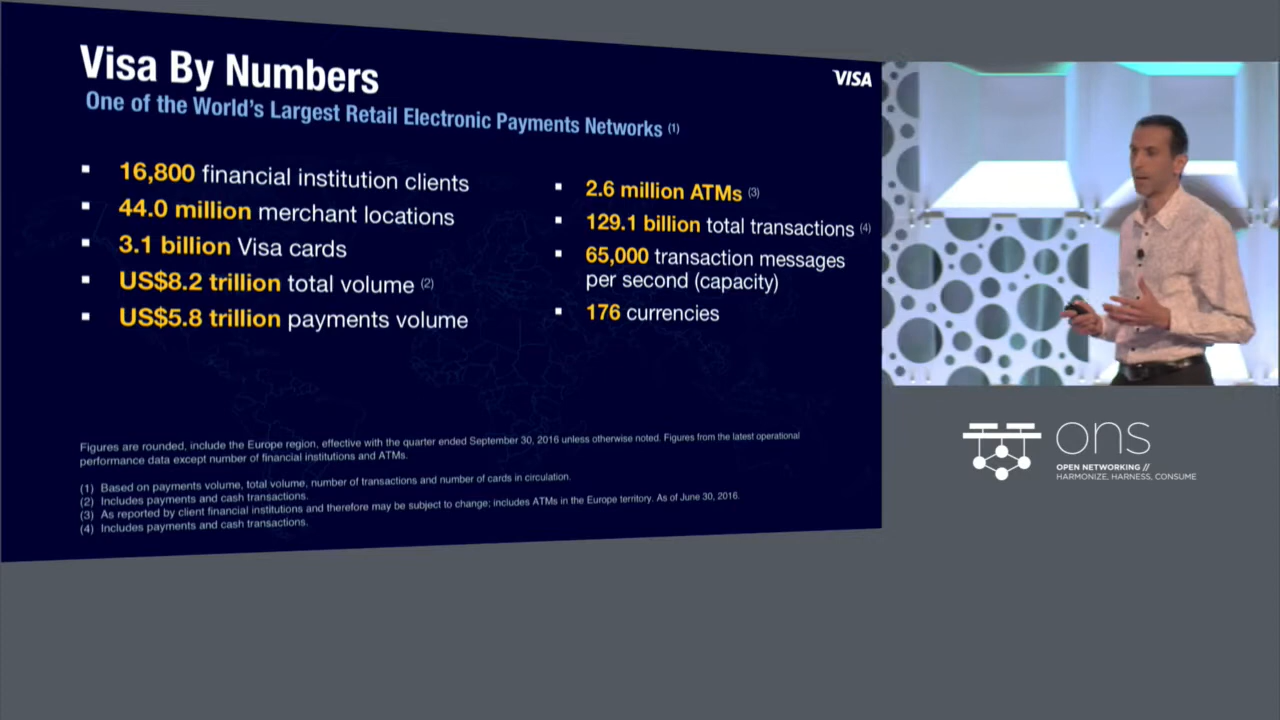 Visa By Numbers
VISA
One of the World's Largest Retail Electronic Payments Networks (1)
▪ 16,800 financial institution clients
▪ 44.0 million merchant locations
▪ 3.1 billion Visa cards
▪ US$8.2 trillion total volume (2)
▪ US$5.8 trillion payments volume
▪ 2.6 million ATMs (3)
▪ 129.1 billion total transactions (4)
▪ 65,000 transaction messages
per second (capacity)
▪ 176 currencies
Figures are rounded, include the Europe region, effective with the quarter ended September 30, 2016 unless otherwise noted. Figures from the latest operational
performance data except number of financial institutions and ATMs.
(1) Based on payments volume, total volume, number of transactions and number of cards in circulation.
(2) Includes payments and cash transactions.
(3) As reported by client financial institutions and therefore may be subject to change; includes ATMs in the Europe territory. As of June 30, 2016.
(4) Includes payments and cash transactions.
ons
OPEN NETWORKING //
HARMONIZE, HARNESS, CONSUME